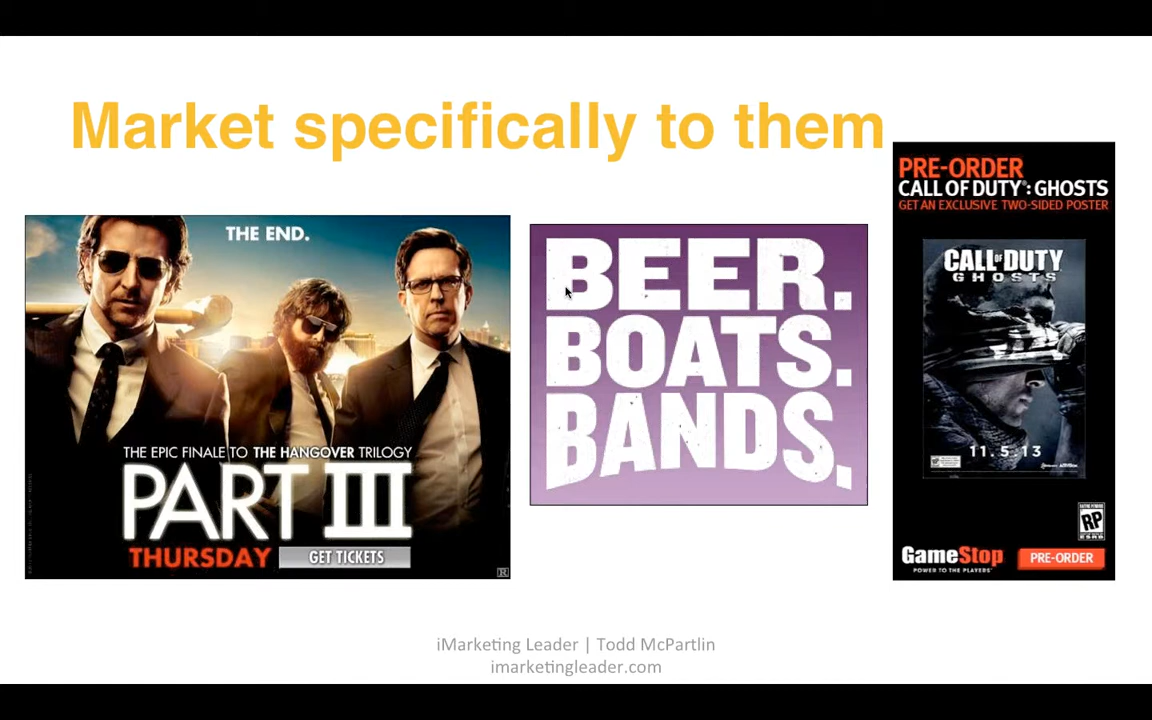 Market specifically to them
THE END.
THE EPIC FINALE TO THE HANGOVER TRILOGY
PART III
THURSDAY GET TICKETS
R
BEER.
BOATS.
BANDS.
PRE-ORDER
CALL OF DUTY®: GHOSTS
GET AN EXCLUSIVE TWO-SIDED POSTER
CALL OF DUTY
GHOSTS
11.5.13
RP
GameStop
POWER TO THE PLAYERS
PRE-ORDER
iMarketing Leader | Todd McPartlin
imarketingleader.com